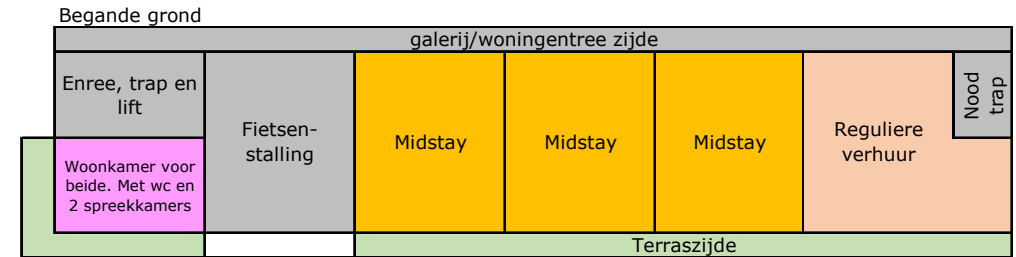 Begande grond
galerij/woningentree zijde
Enree, trap en
lift
Fietsen-
stalling
Midstay
Midstay
Midstay
Reguliere
verhuur
Nood
trap
Woonkamer voor
beide. Met wc en
2 spreekkamers
Terraszijde